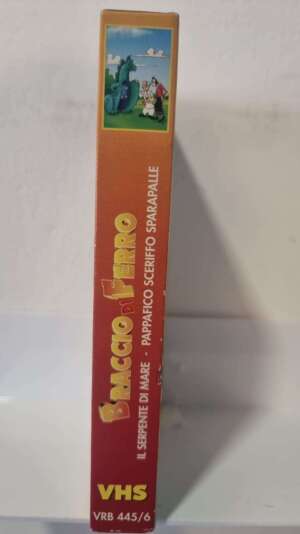 BRACCIO DI FERRO
IL SERPENTE DI MARE - PAPPAFICO SCERIFFO SPARAPALLE
VHS
VRB 445/6